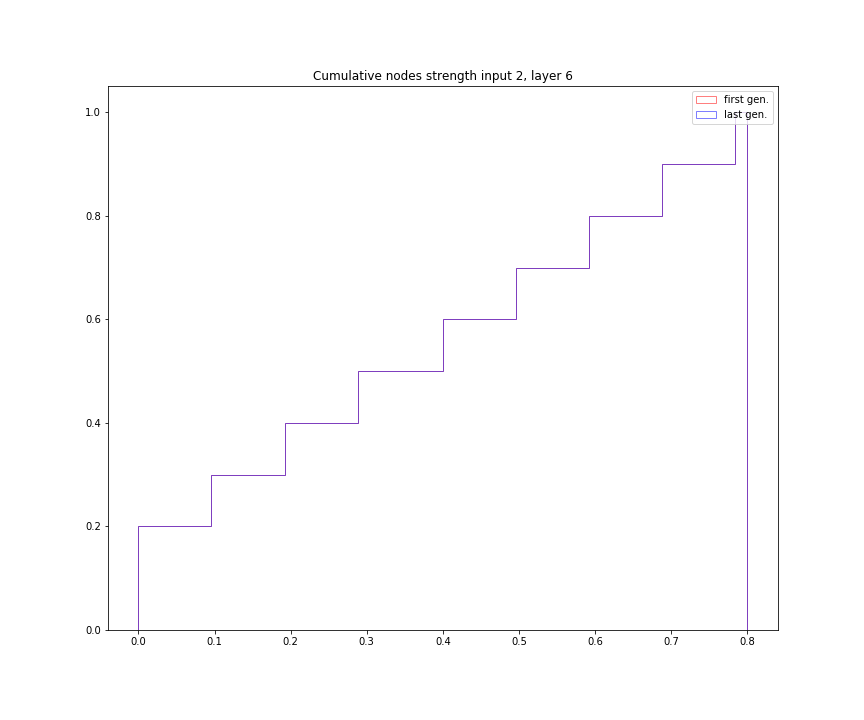 Cumulative nodes strength input 2, layer 6
first gen.
last gen.
1.0
0.8
0.6
0.4
0.2
0.0
0.0 0.1 0.2 0.3 0.4 0.5 0.6 0.7 0.8